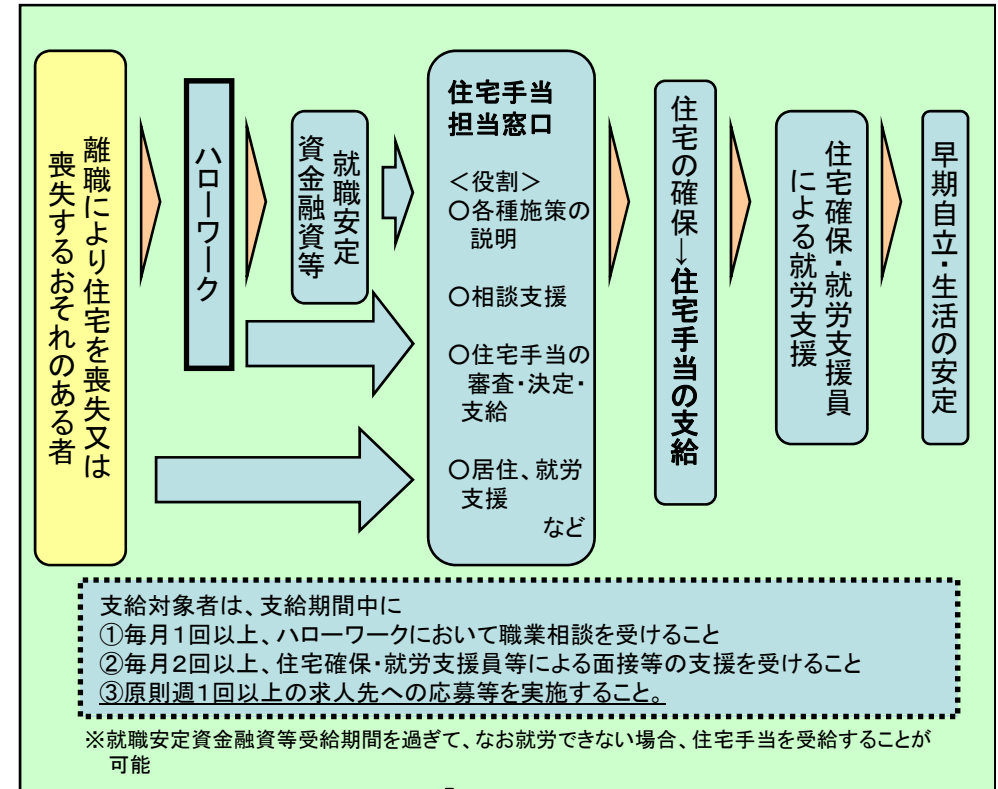 離職により住宅を喪失又は
喪失するおそれのある者
ハローワーク
就職安定
資金融資等
住宅手当
担当窓口
<役割>
○各種施策の
説明
○相談支援
○住宅手当の
審査・決定・
支給
○居住、就労
支援
など
住宅の確保→住宅手当の支給
住宅確保・就労支援員
による就労支援
早期自立・生活の安定
支給対象者は、支給期間中に
①毎月1回以上、ハローワークにおいて職業相談を受けること
②毎月2回以上、住宅確保・就労支援員等による面接等の支援を受けること
③原則週1回以上の求人先への応募等を実施すること。
※就職安定資金融資等受給期間を過ぎて、なお就労できない場合、住宅手当を受給することが
可能